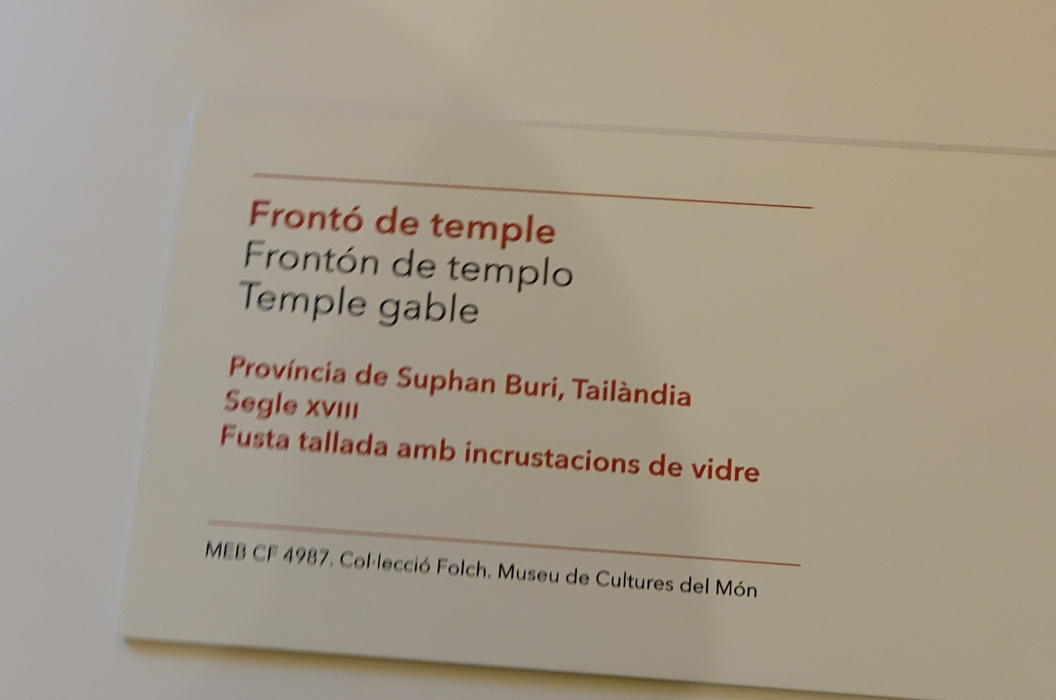 Frontó de temple
Frontón de templo
Temple gable
Província de Suphan Buri, Tailàndia
Segle XVIII
Fusta tallada amb incrustacions de vidre
MEB CF 4987. Col·lecció Folch. Museu de Cultures del Món